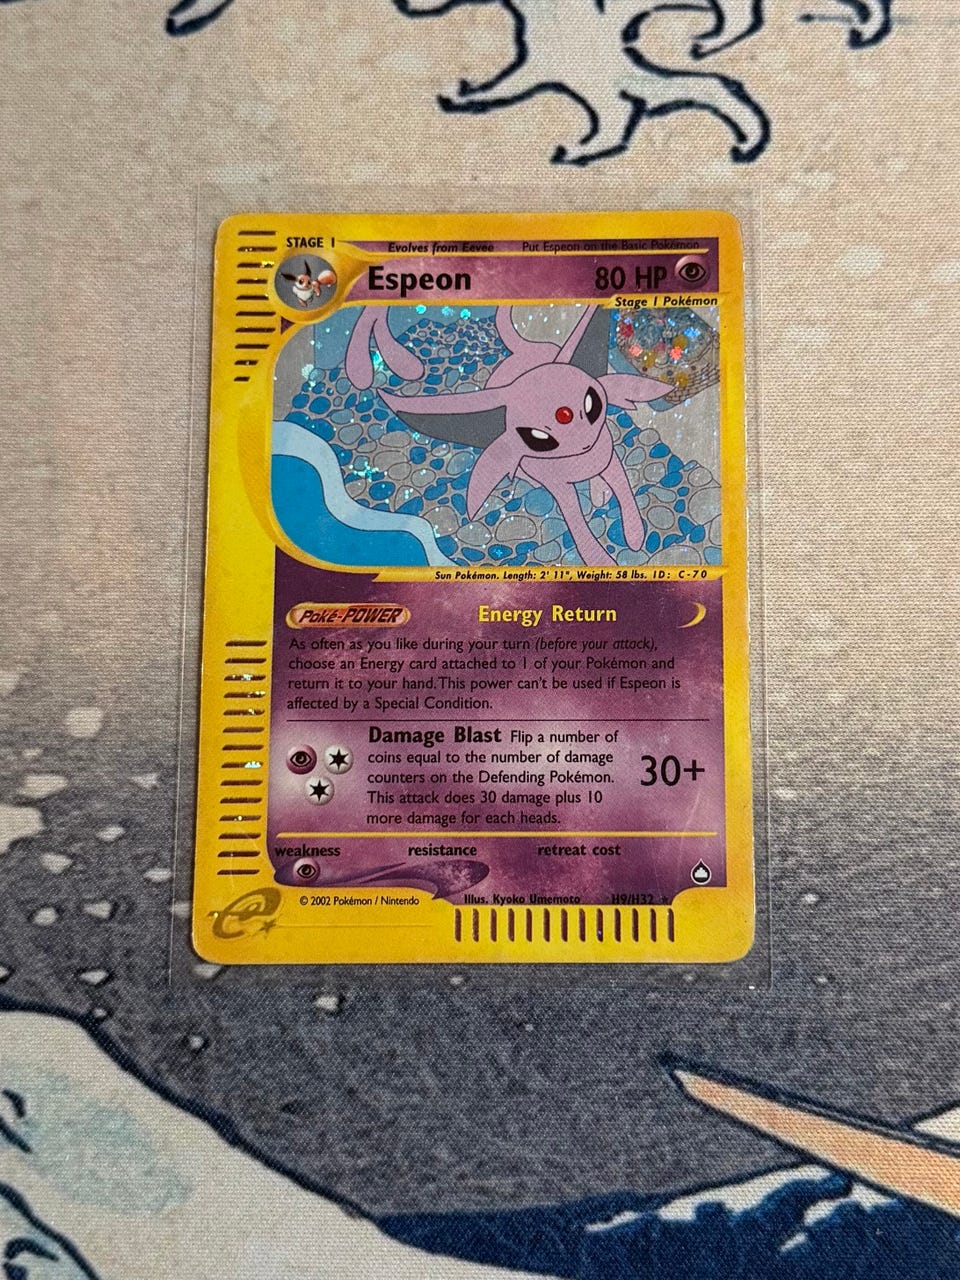 STAGE 1
Evolves from Eevee Put Espeon on the Basic Pokémon
Espeon 80 HP
Stage 1 Pokémon
Sun Pokémon. Length: 2' 11", Weight: 58 lbs. ID: C-70
Poké-POWER Energy Return
As often as you like during your turn (before your attack),
choose an Energy card attached to 1 of your Pokémon and
return it to your hand. This power can't be used if Espeon is
affected by a Special Condition.
Damage Blast Flip a number of
coins equal to the number of damage
counters on the Defending Pokémon.
This attack does 30 damage plus 10
more damage for each heads.
30+
weakness resistance retreat cost
© 2002 Pokémon / Nintendo Illus. Kyoko Umemoto H9/H32 ★
e